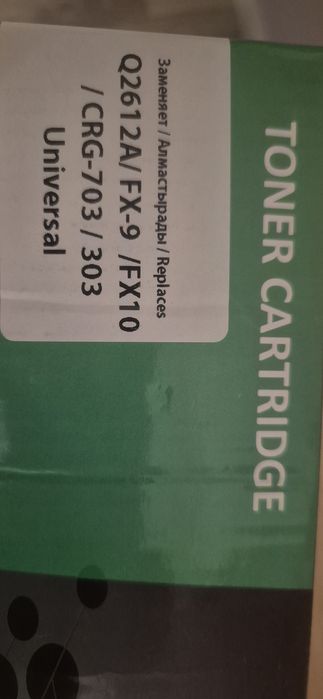 TONER CARTRIDGE
Заменяет / Алмастырады / Replaces
Q2612A/ FX-9 /FX10
/ CRG-703 / 303
Universal